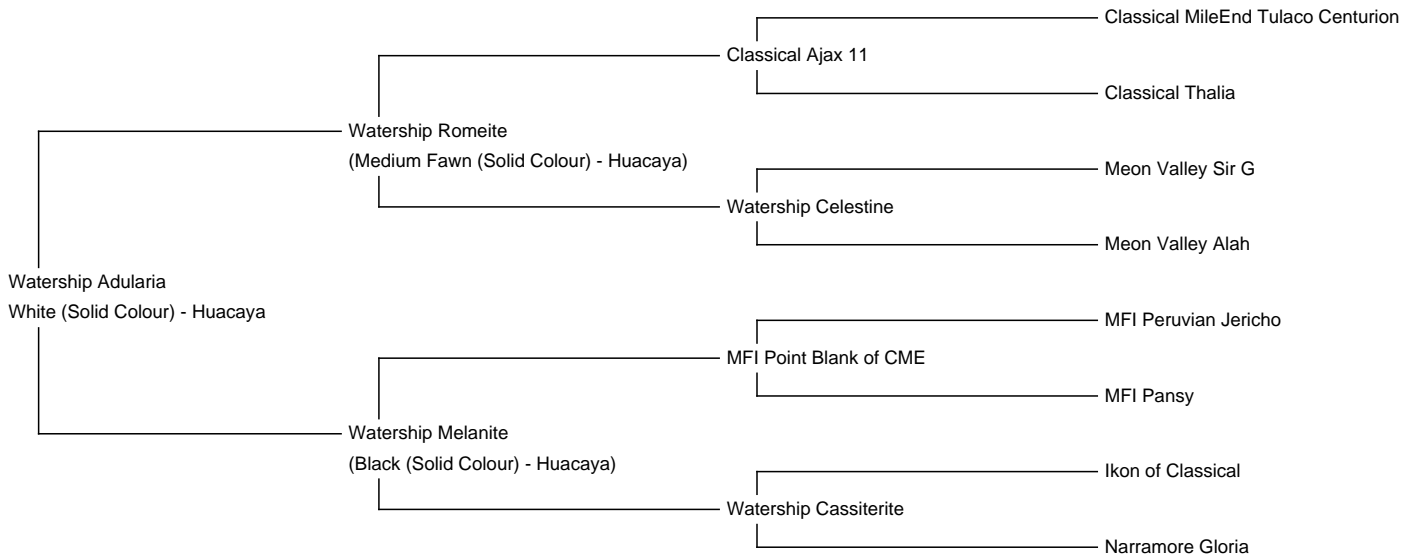 Classical MileEnd Tulaco Centurion
Classical Ajax 11
Classical Thalia
Watership Romeite
(Medium Fawn (Solid Colour) - Huacaya)
Meon Valley Sir G
Watership Celestine
Meon Valley Alah
Watership Adularia
White (Solid Colour) - Huacaya
MFI Peruvian Jericho
MFI Point Blank of CME
MFI Pansy
Watership Melanite
(Black (Solid Colour) - Huacaya)
Ikon of Classical
Watership Cassiterite
Narramore Gloria